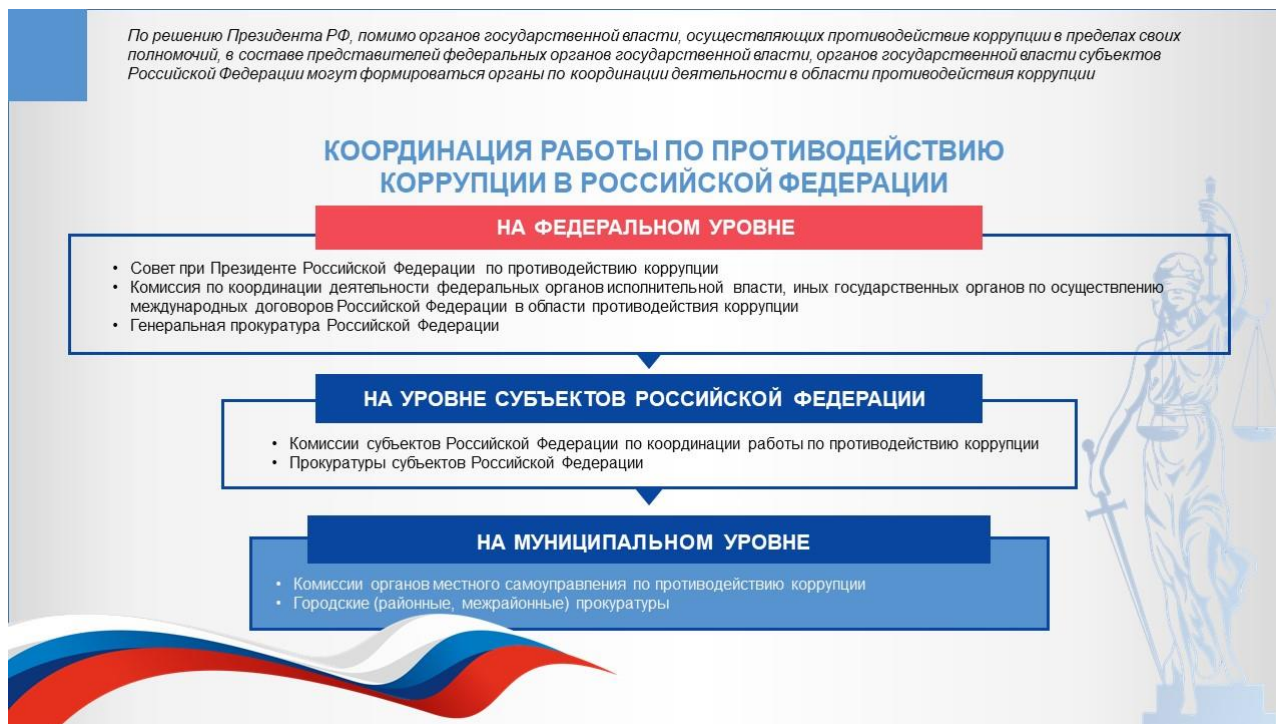 По решению Президента РФ, помимо органов государственной власти, осуществляющих противодействие коррупции в пределах своих
полномочий, в составе представителей федеральных органов государственной власти, органов государственной власти субъектов
Российской Федерации могут формироваться органы по координации деятельности в области противодействия коррупции
КООРДИНАЦИЯ РАБОТЫ ПО ПРОТИВОДЕЙСТВИЮ
КОРРУПЦИИ В РОССИЙСКОЙ ФЕДЕРАЦИИ
НА ФЕДЕРАЛЬНОМ УРОВНЕ
• Совет при Президенте Российской Федерации по противодействию коррупции
• Комиссия по координации деятельности федеральных органов исполнительной власти, иных государственных органов по осуществлению
международных договоров Российской Федерации в области противодействия коррупции
• Генеральная прокуратура Российской Федерации
НА УРОВНЕ СУБЪЕКТОВ РОССИЙСКОЙ ФЕДЕРАЦИИ
• Комиссии субъектов Российской Федерации по координации работы по противодействию коррупции
• Прокуратуры субъектов Российской Федерации
НА МУНИЦИПАЛЬНОМ УРОВНЕ
• Комиссии органов местного самоуправления по противодействию коррупции
• Городские (районные, межрайонные) прокуратуры